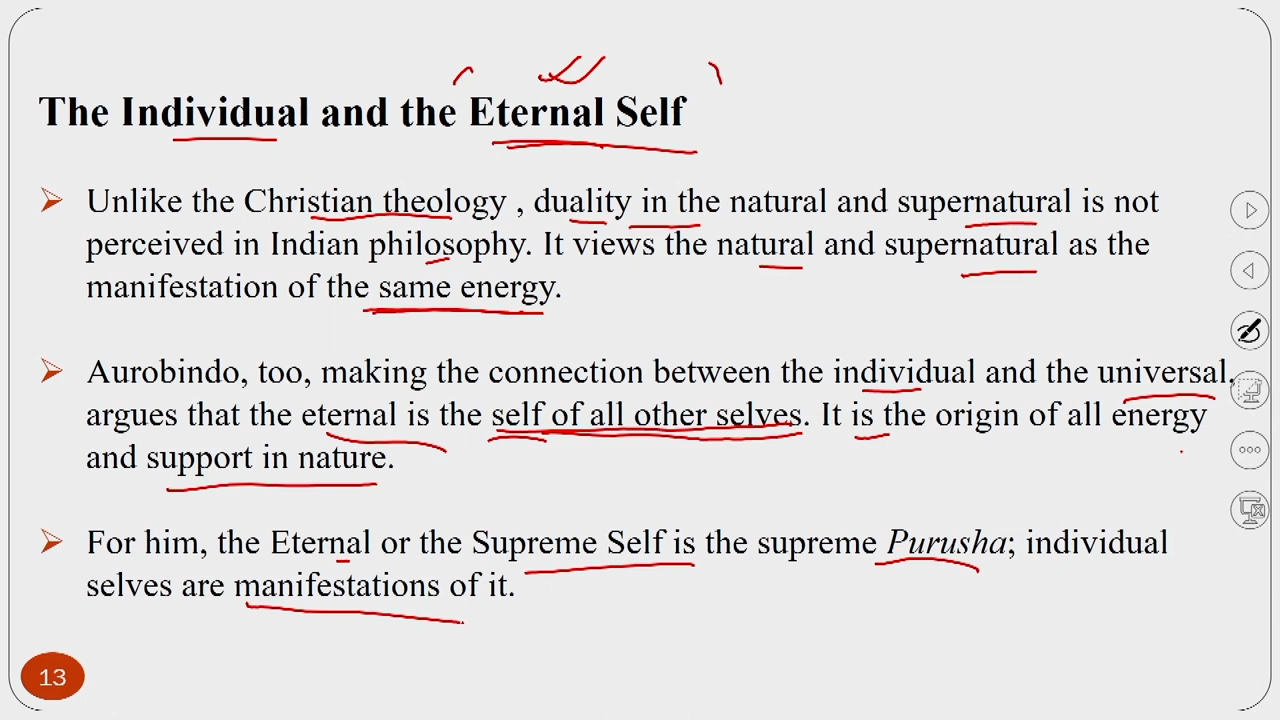 The Individual and the Eternal Self
Unlike the Christian theology , duality in the natural and supernatural is not
perceived in Indian philosophy. It views the natural and supernatural as the
manifestation of the same energy.
Aurobindo, too, making the connection between the individual and the universal,
argues that the eternal is the self of all other selves. It is the origin of all energy
and support in nature.
For him, the Eternal or the Supreme Self is the supreme Purusha; individual
selves are manifestations of it.
13